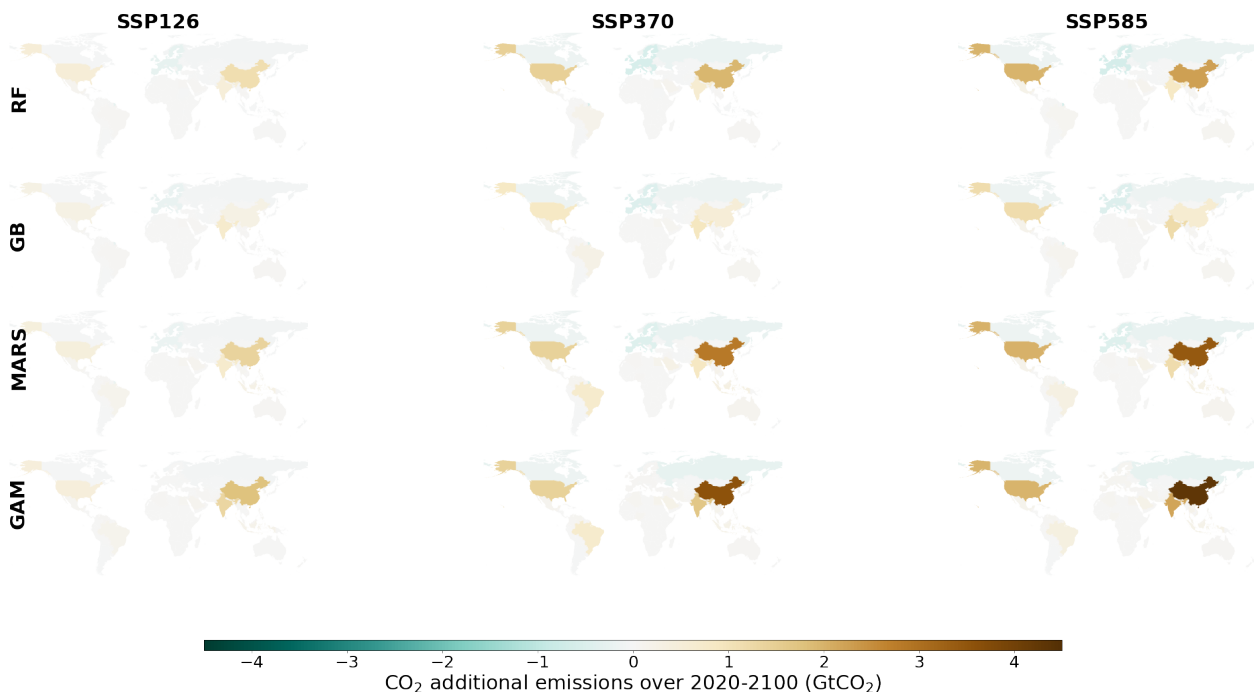 SSP126 SSP370 SSP585
RF
GB
MARS
GAM
−4 −3 −2 −1 0 1 2 3 4
CO₂ additional emissions over 2020-2100 (GtCO₂)